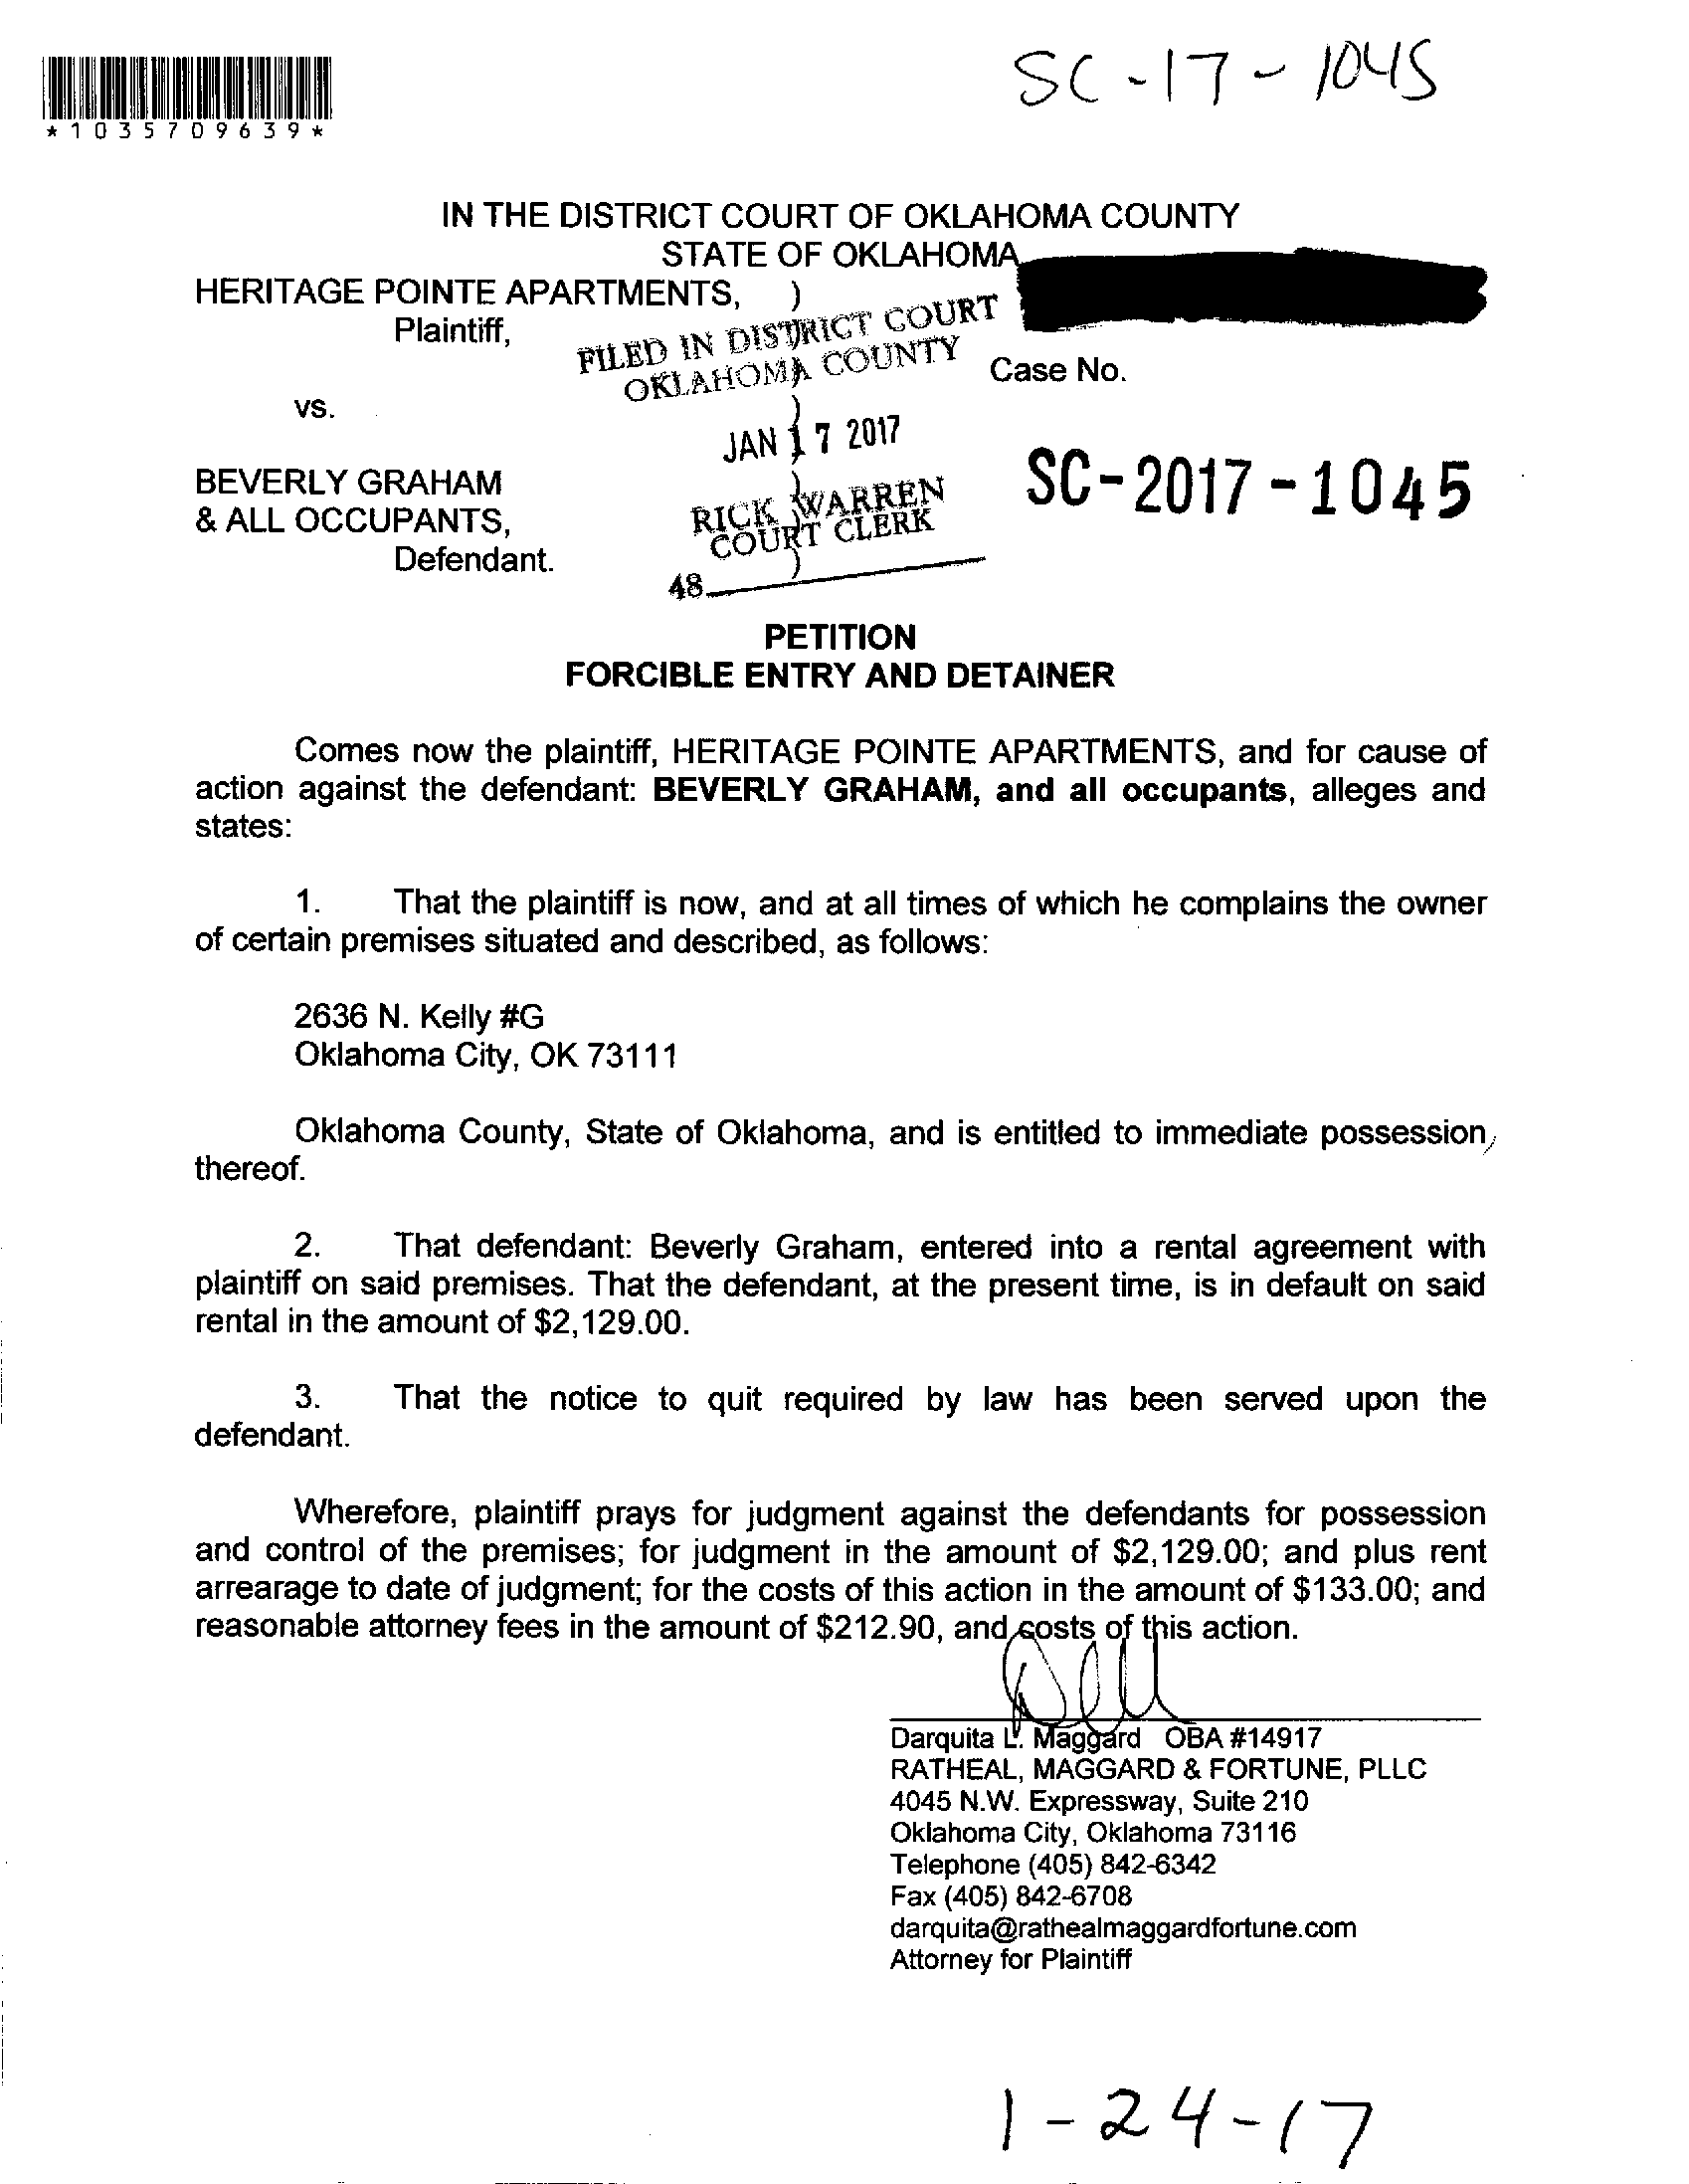 SC-17-1045
*1035709639*
IN THE DISTRICT COURT OF OKLAHOMA COUNTY
STATE OF OKLAHOMA
HERITAGE POINTE APARTMENTS, )
Plaintiff,
FILED IN DISTRICT COURT
OKLAHOMA COUNTY
Case No.
vs.
JAN 17 2017
SC-2017-1045
BEVERLY GRAHAM
& ALL OCCUPANTS,
Defendant.
RICK WARREN
COURT CLERK
48
PETITION
FORCIBLE ENTRY AND DETAINER
Comes now the plaintiff, HERITAGE POINTE APARTMENTS, and for cause of
action against the defendant: BEVERLY GRAHAM, and all occupants, alleges and
states:
1. That the plaintiff is now, and at all times of which he complains the owner
of certain premises situated and described, as follows:
2636 N. Kelly #G
Oklahoma City, OK 73111
Oklahoma County, State of Oklahoma, and is entitled to immediate possession,
thereof.
2. That defendant: Beverly Graham, entered into a rental agreement with
plaintiff on said premises. That the defendant, at the present time, is in default on said
rental in the amount of $2,129.00.
3. That the notice to quit required by law has been served upon the
defendant.
Wherefore, plaintiff prays for judgment against the defendants for possession
and control of the premises; for judgment in the amount of $2,129.00; and plus rent
arrearage to date of judgment; for the costs of this action in the amount of $133.00; and
reasonable attorney fees in the amount of $212.90, and costs of this action.
Darquita L. Maggard OBA #14917
RATHEAL, MAGGARD & FORTUNE, PLLC
4045 N.W. Expressway, Suite 210
Oklahoma City, Oklahoma 73116
Telephone (405) 842-6342
Fax (405) 842-6708
darquita@rathealmaggardfortune.com
Attorney for Plaintiff
1-24-17